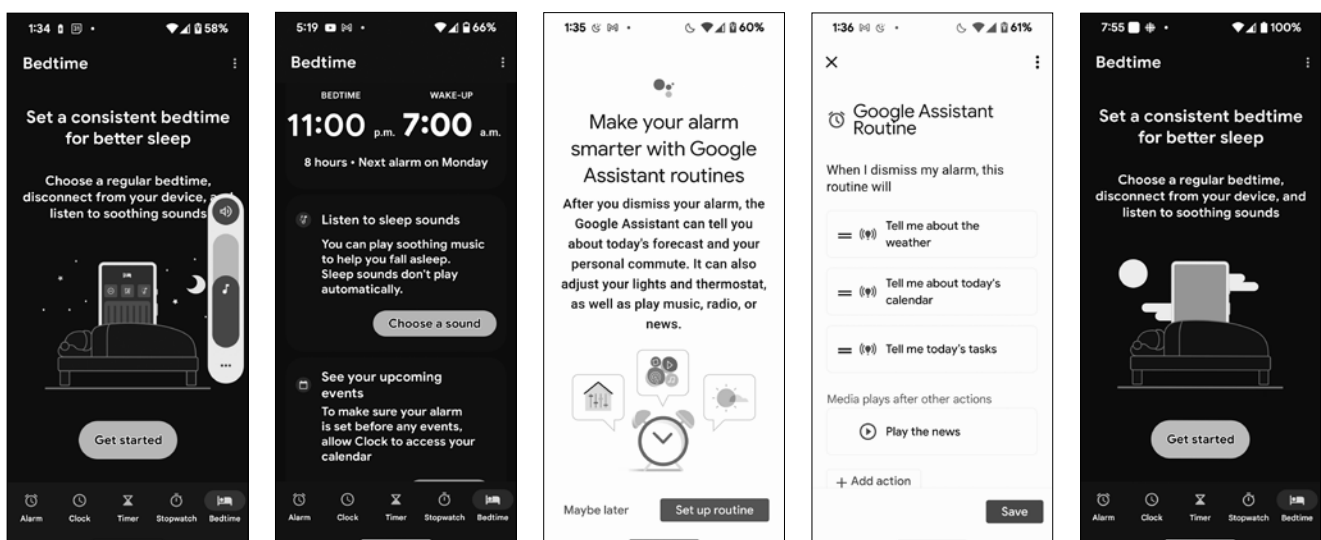 1:34 58%
Bedtime
Set a consistent bedtime
for better sleep
Choose a regular bedtime,
disconnect from your device,
listen to soothing sounds
Get started
Alarm Clock Timer Stopwatch Bedtime
5:19 66%
Bedtime
BEDTIME WAKE-UP
11:00 p.m. 7:00 a.m.
8 hours • Next alarm on Monday
Listen to sleep sounds
You can play soothing music
to help you fall asleep.
Sleep sounds don't play
automatically.
Choose a sound
See your upcoming
events
To make sure your alarm
is set before any events,
allow Clock to access your
calendar
Alarm Clock Timer Stopwatch Bedtime
1:35 60%
Make your alarm
smarter with Google
Assistant routines
After you dismiss your alarm, the
Google Assistant can tell you
about today's forecast and your
personal commute. It can also
adjust your lights and thermostat,
as well as play music, radio, or
news.
Maybe later Set up routine
1:36 61%
Google Assistant
Routine
When I dismiss my alarm, this
routine will
Tell me about the
weather
Tell me about today's
calendar
Tell me today's tasks
Media plays after other actions
Play the news
+ Add action
Save
7:55 100%
Bedtime
Set a consistent bedtime
for better sleep
Choose a regular bedtime,
disconnect from your device, and
listen to soothing sounds
Get started
Alarm Clock Timer Stopwatch Bedtime